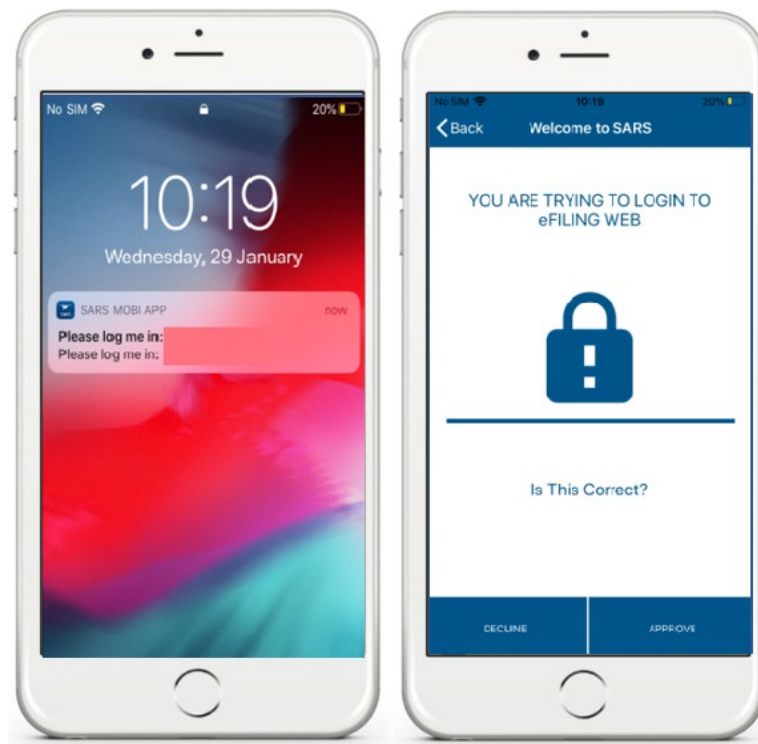 No SIM 20%
10:19
Wednesday, 29 January
SARS MOBI APP now
Please log me in:
Please log me in:
No SIM 10:19 20%
Back Welcome to SARS
YOU ARE TRYING TO LOGIN TO
eFILING WEB
Is This Correct?
DECLINE APPROVE